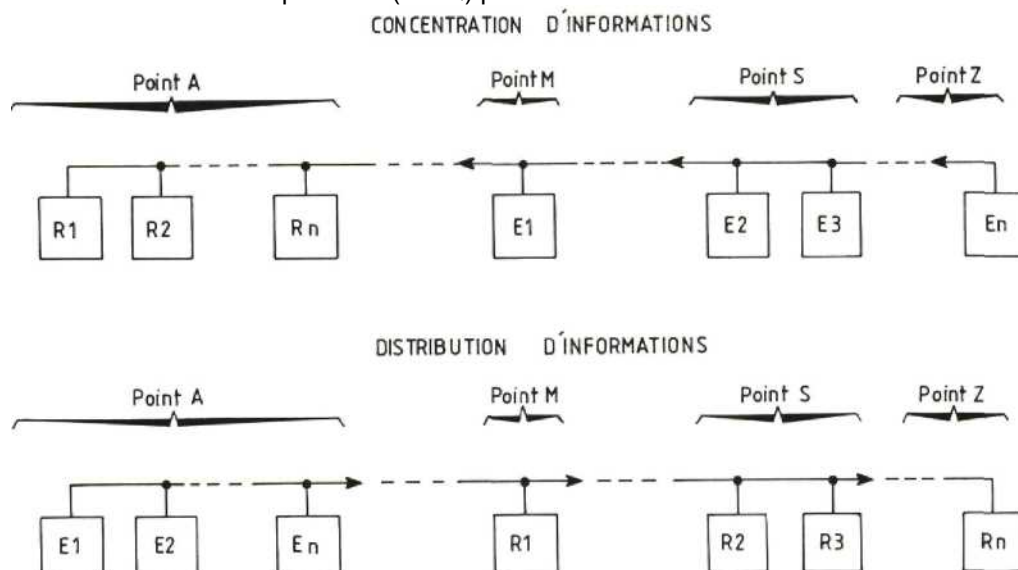 CONCENTRATION D'INFORMATIONS
Point A Point M Point S Point Z
R1 R2 Rn E1 E2 E3 En
DISTRIBUTION D'INFORMATIONS
Point A Point M Point S Point Z
E1 E2 En R1 R2 R3 Rn